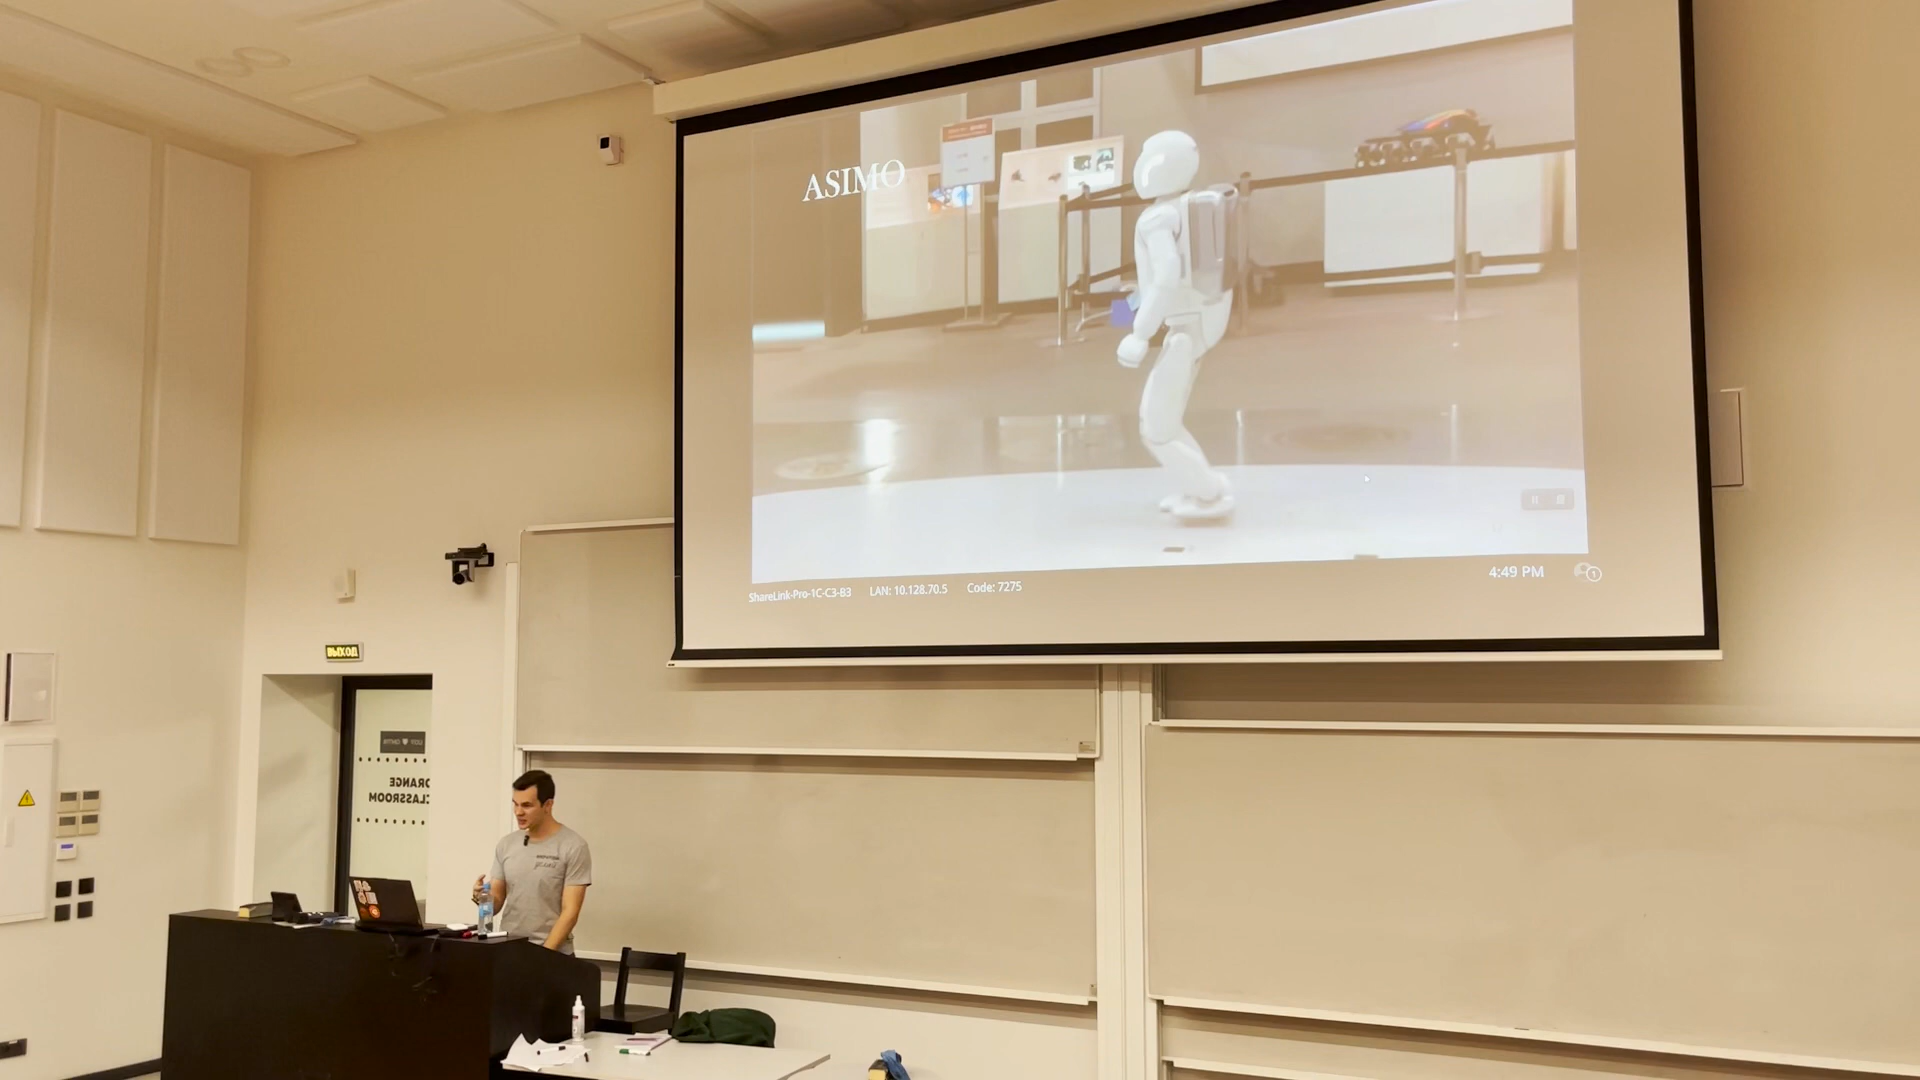 ASIMO
ShareLink-Pro-1C-C3-B3 LAN: 10.128.70.5 Code: 7275
4:49 PM
1
ВЫХОД
ORANGE
CLASSROOM